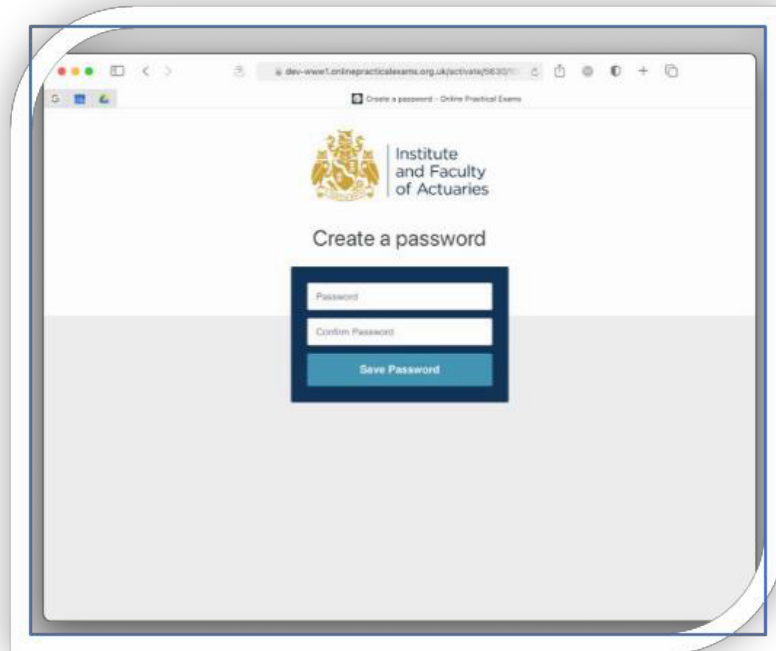 dev-www1.onlinepracticalexams.org.uk/activate/5630/
G
Create a password – Online Practical Exams
Institute
and Faculty
of Actuaries
Create a password
Password
Confirm Password
Save Password